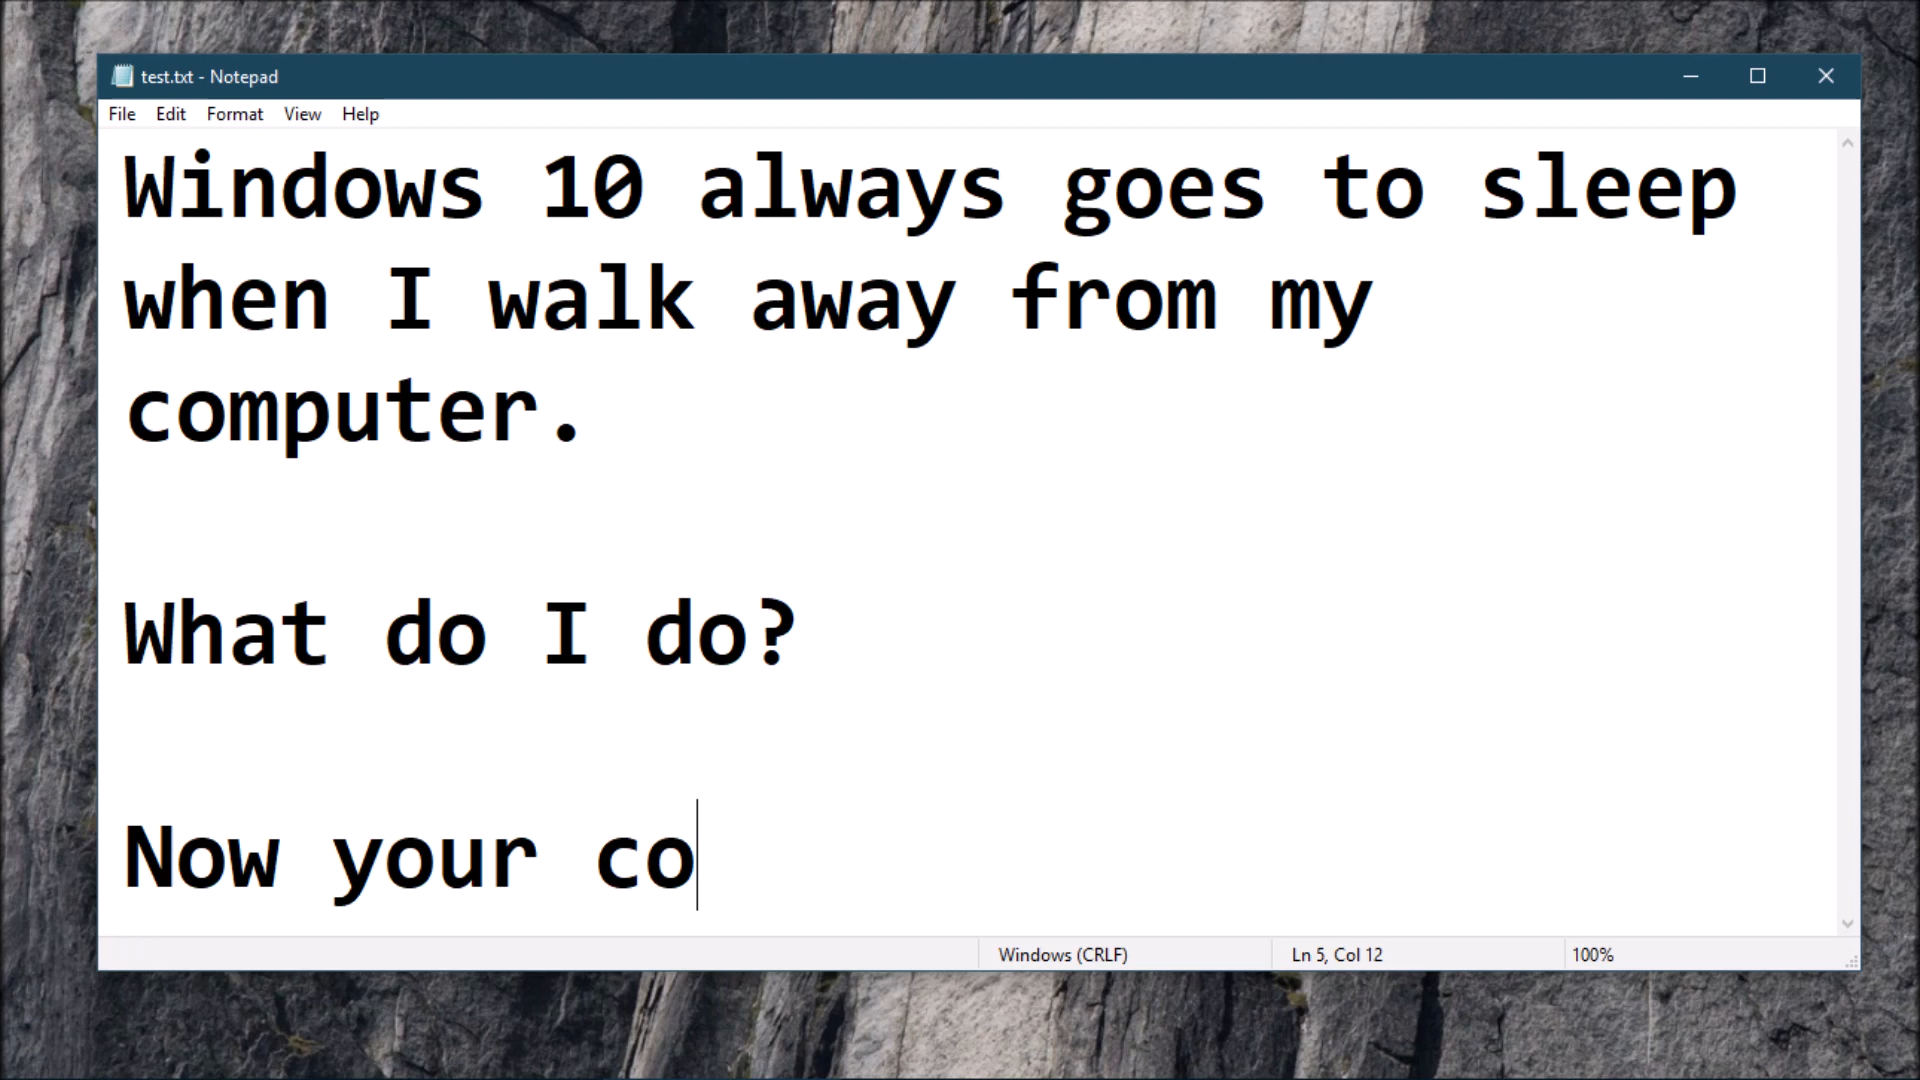 test.txt - Notepad
File Edit Format View Help
Windows 10 always goes to sleep
when I walk away from my
computer.
What do I do?
Now your co
Windows (CRLF) Ln 5, Col 12 100%